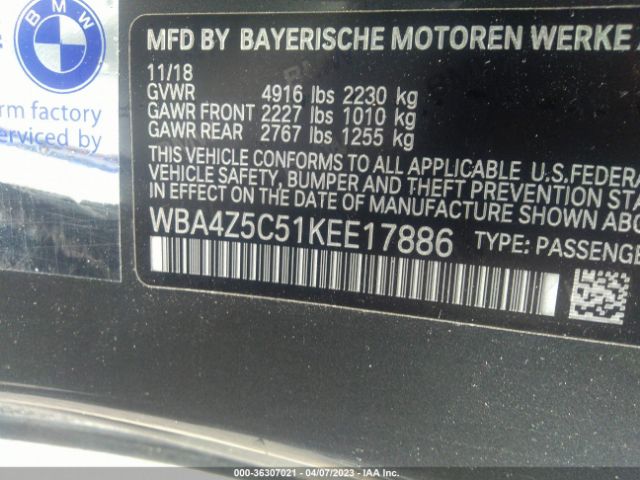 BMW
rm factory
serviced by
MFD BY BAYERISCHE MOTOREN WERKE
11/18
GVWR 4916 lbs 2230 kg
GAWR FRONT 2227 lbs 1010 kg
GAWR REAR 2767 lbs 1255 kg
THIS VEHICLE CONFORMS TO ALL APPLICABLE U.S.FEDERA
VEHICLE SAFETY, BUMPER AND THEFT PREVENTION STA
IN EFFECT ON THE DATE OF MANUFACTURE SHOWN ABO
WBA4Z5C51KEE17886 TYPE: PASSENGE
000-36307021 - 04/07/2023 - IAA Inc.